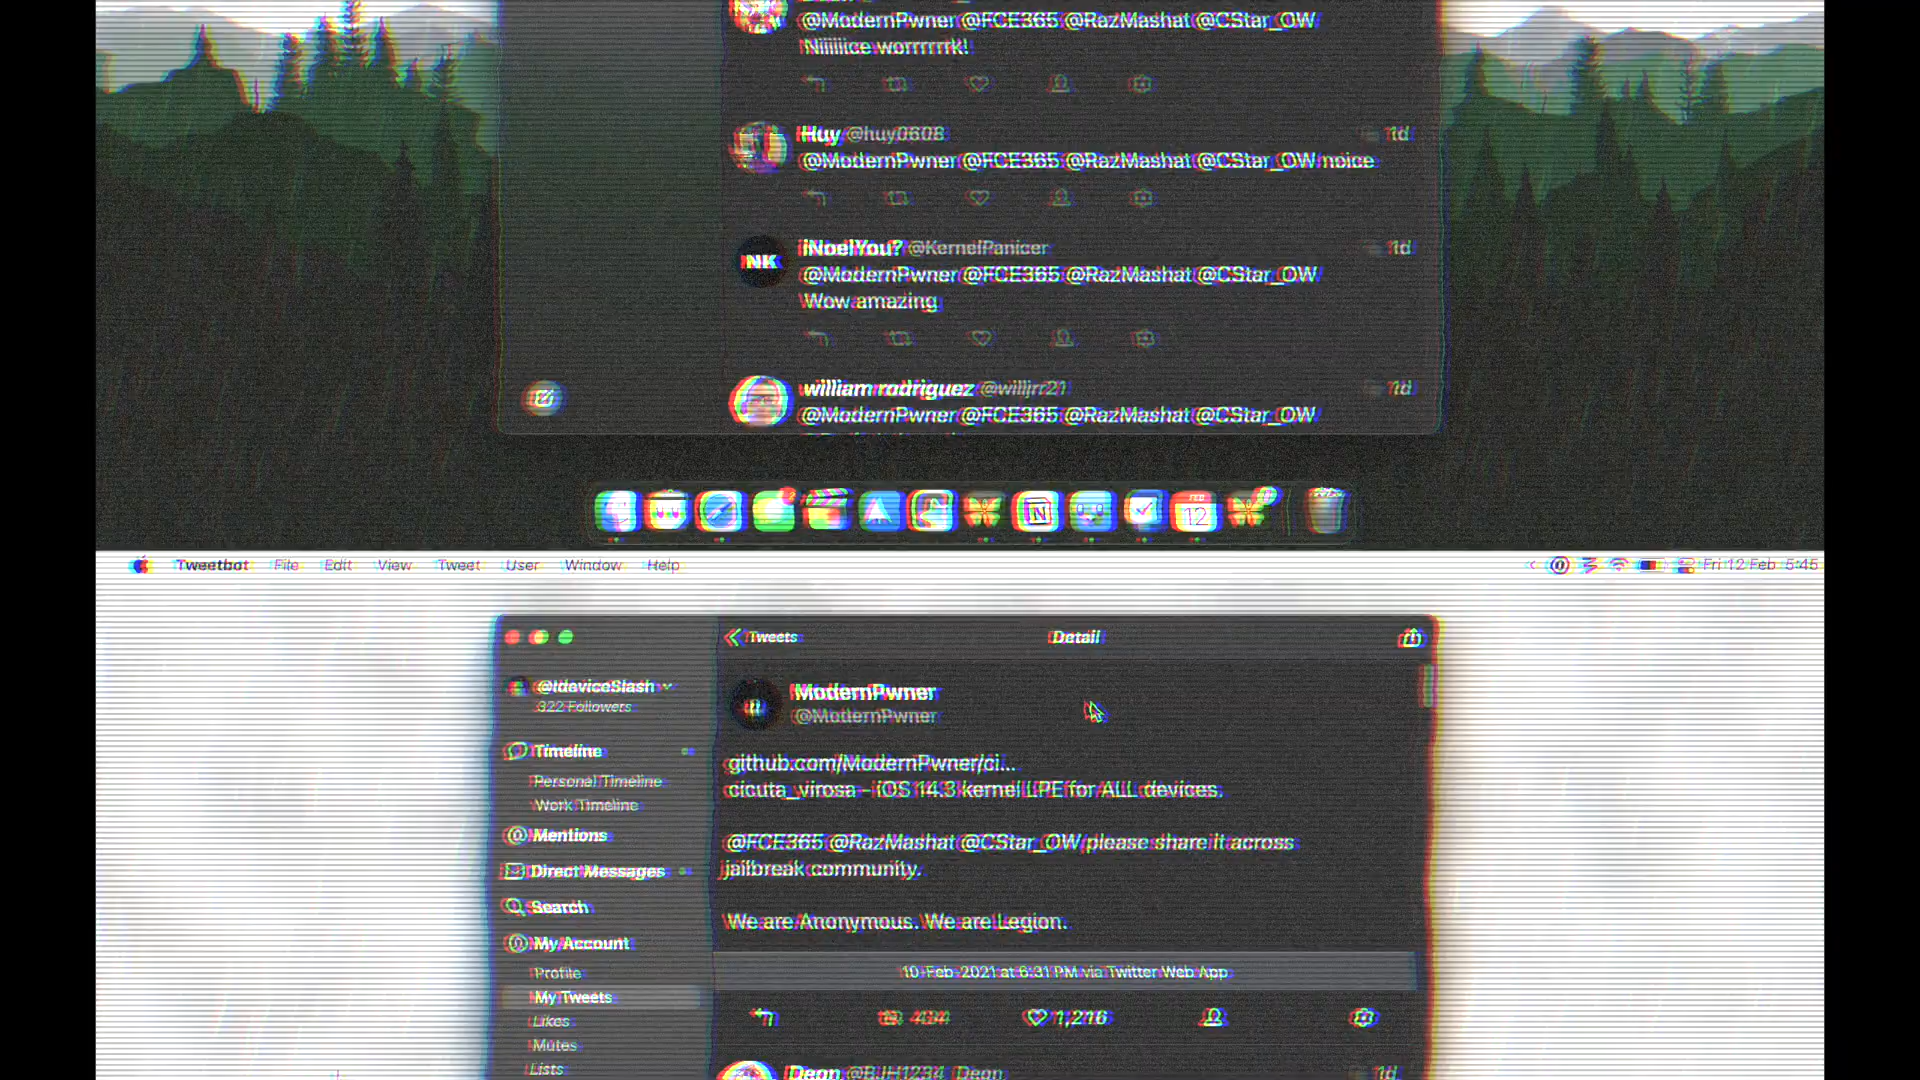 @ModernPwner @FCE365 @RazMashat @CStar_OW
Niiiiice worrrrrrk!
Huy @huy0608 1d
@ModernPwner @FCE365 @RazMashat @CStar_OW noice
NK
iNoelYou? @KernelPanicer 1d
@ModernPwner @FCE365 @RazMashat @CStar_OW
Wow amazing
william rodriguez @willjrr21 1d
@ModernPwner @FCE365 @RazMashat @CStar_OW
FEB
12
Tweetbot File Edit View Tweet User Window Help Fri 12 Feb 5:45
Tweets Detail
@IdeviceSlash
322 Followers
Timeline
Personal Timeline
Work Timeline
Mentions
Direct Messages
Search
My Account
Profile
My Tweets
Likes
Mutes
Lists
ModernPwner
@ModernPwner
github.com/ModernPwner/ci...
cicuta_virosa – iOS 14.3 kernel LPE for ALL devices.
@FCE365 @RazMashat @CStar_OW please share it across
jailbreak community.
We are Anonymous. We are Legion.
10 Feb 2021 at 6:31 PM via Twitter Web App
1,216
Deon @BJH1234 1d